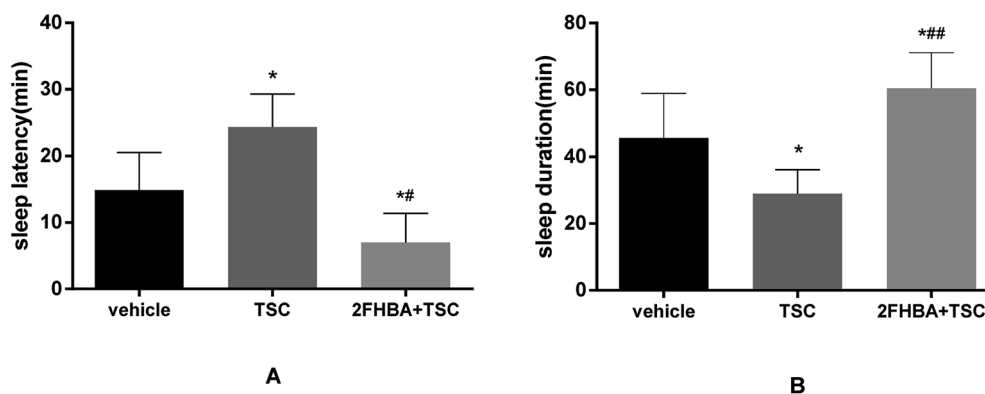 sleep latency(min)
40
30
20
10
0
*
*#
vehicle
TSC
2FHBA+TSC
A
sleep duration(min)
80
60
40
20
0
*
*##
vehicle
TSC
2FHBA+TSC
B